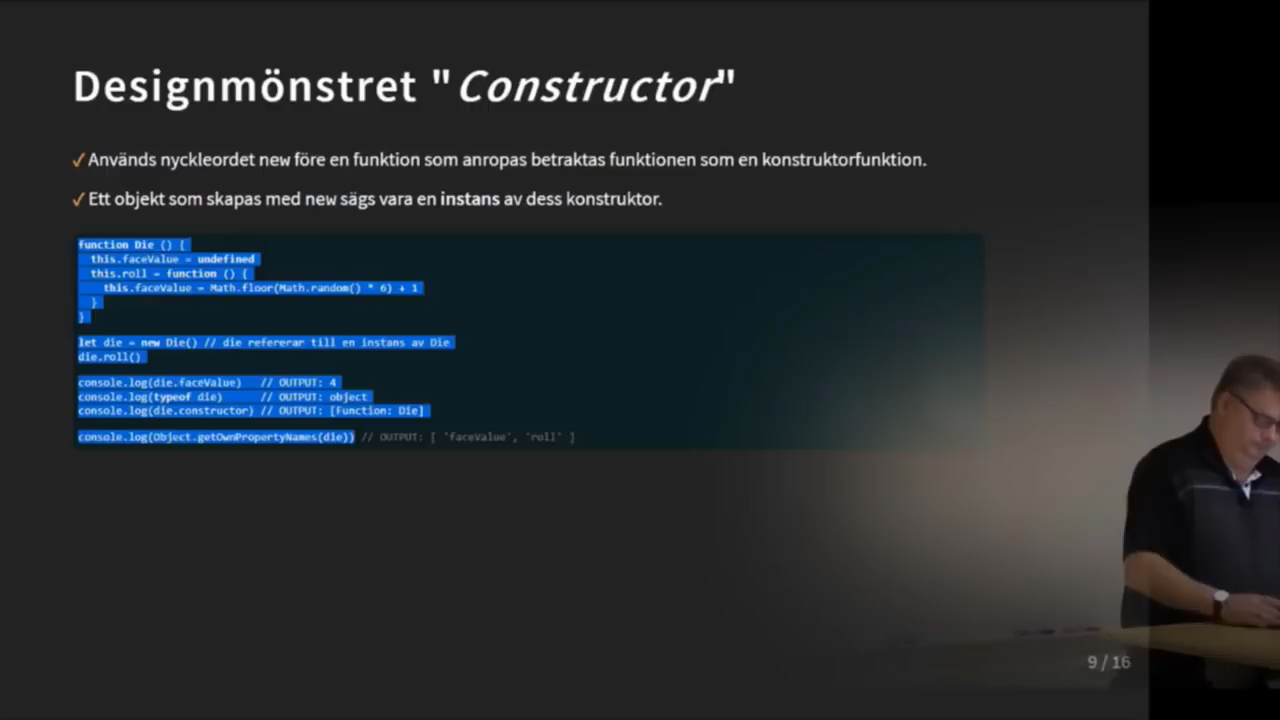 Designmönstret "Constructor"
✓ Används nyckleordet new före en funktion som anropas betraktas funktionen som en konstruktorfunktion.
✓ Ett objekt som skapas med new sägs vara en instans av dess konstruktor.
function Die () {
  this.faceValue = undefined
  this.roll = function () {
    this.faceValue = Math.floor(Math.random() * 6) + 1
  }
}
let die = new Die() // die refererar till en instans av Die
die.roll()
console.log(die.faceValue)   // OUTPUT: 4
console.log(typeof die)      // OUTPUT: object
console.log(die.constructor) // OUTPUT: [Function: Die]
console.log(Object.getOwnPropertyNames(die)) // OUTPUT: [ 'faceValue', 'roll' ]
9 / 16